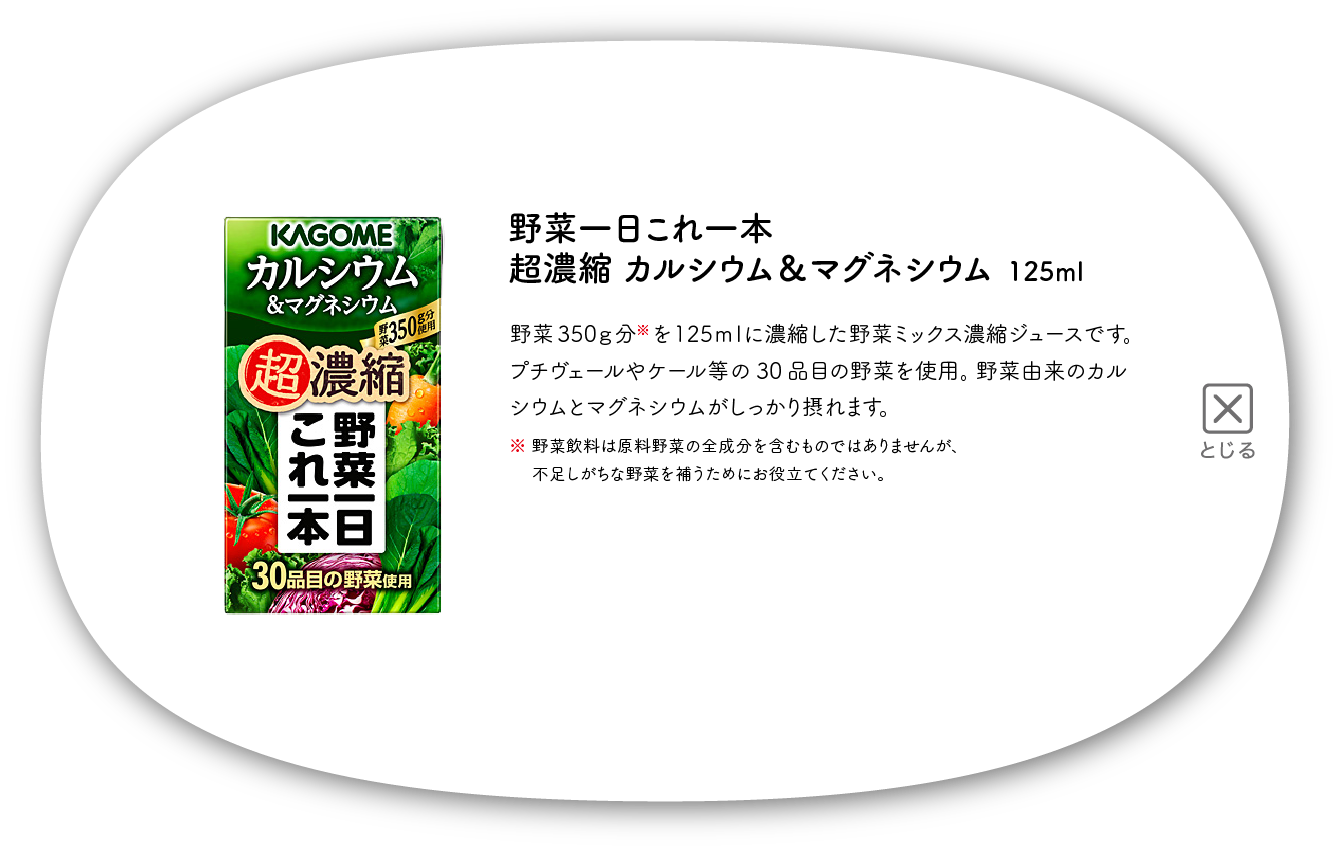 KAGOME
カルシウム
&マグネシウム
野菜350g分使用
超濃縮
野菜一日
これ一本
30品目の野菜使用
野菜一日これ一本
超濃縮 カルシウム&マグネシウム 125ml
野菜350g分※を125mlに濃縮した野菜ミックス濃縮ジュースです。
プチヴェールやケール等の30品目の野菜を使用。野菜由来のカル
シウムとマグネシウムがしっかり摂れます。
※ 野菜飲料は原料野菜の全成分を含むものではありませんが、
不足しがちな野菜を補うためにお役立てください。
とじる